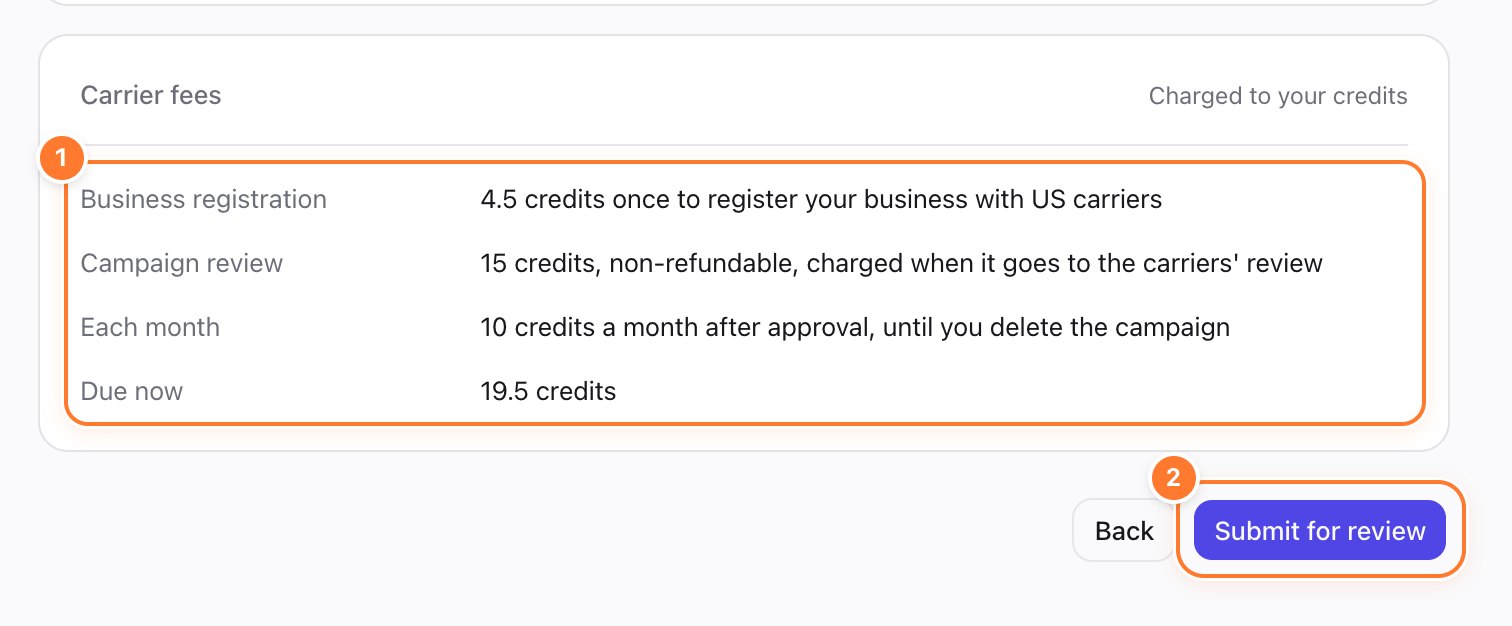 Carrier fees
Charged to your credits
1
Business registration
4.5 credits once to register your business with US carriers
Campaign review
15 credits, non-refundable, charged when it goes to the carriers' review
Each month
10 credits a month after approval, until you delete the campaign
Due now
19.5 credits
2
Back
Submit for review